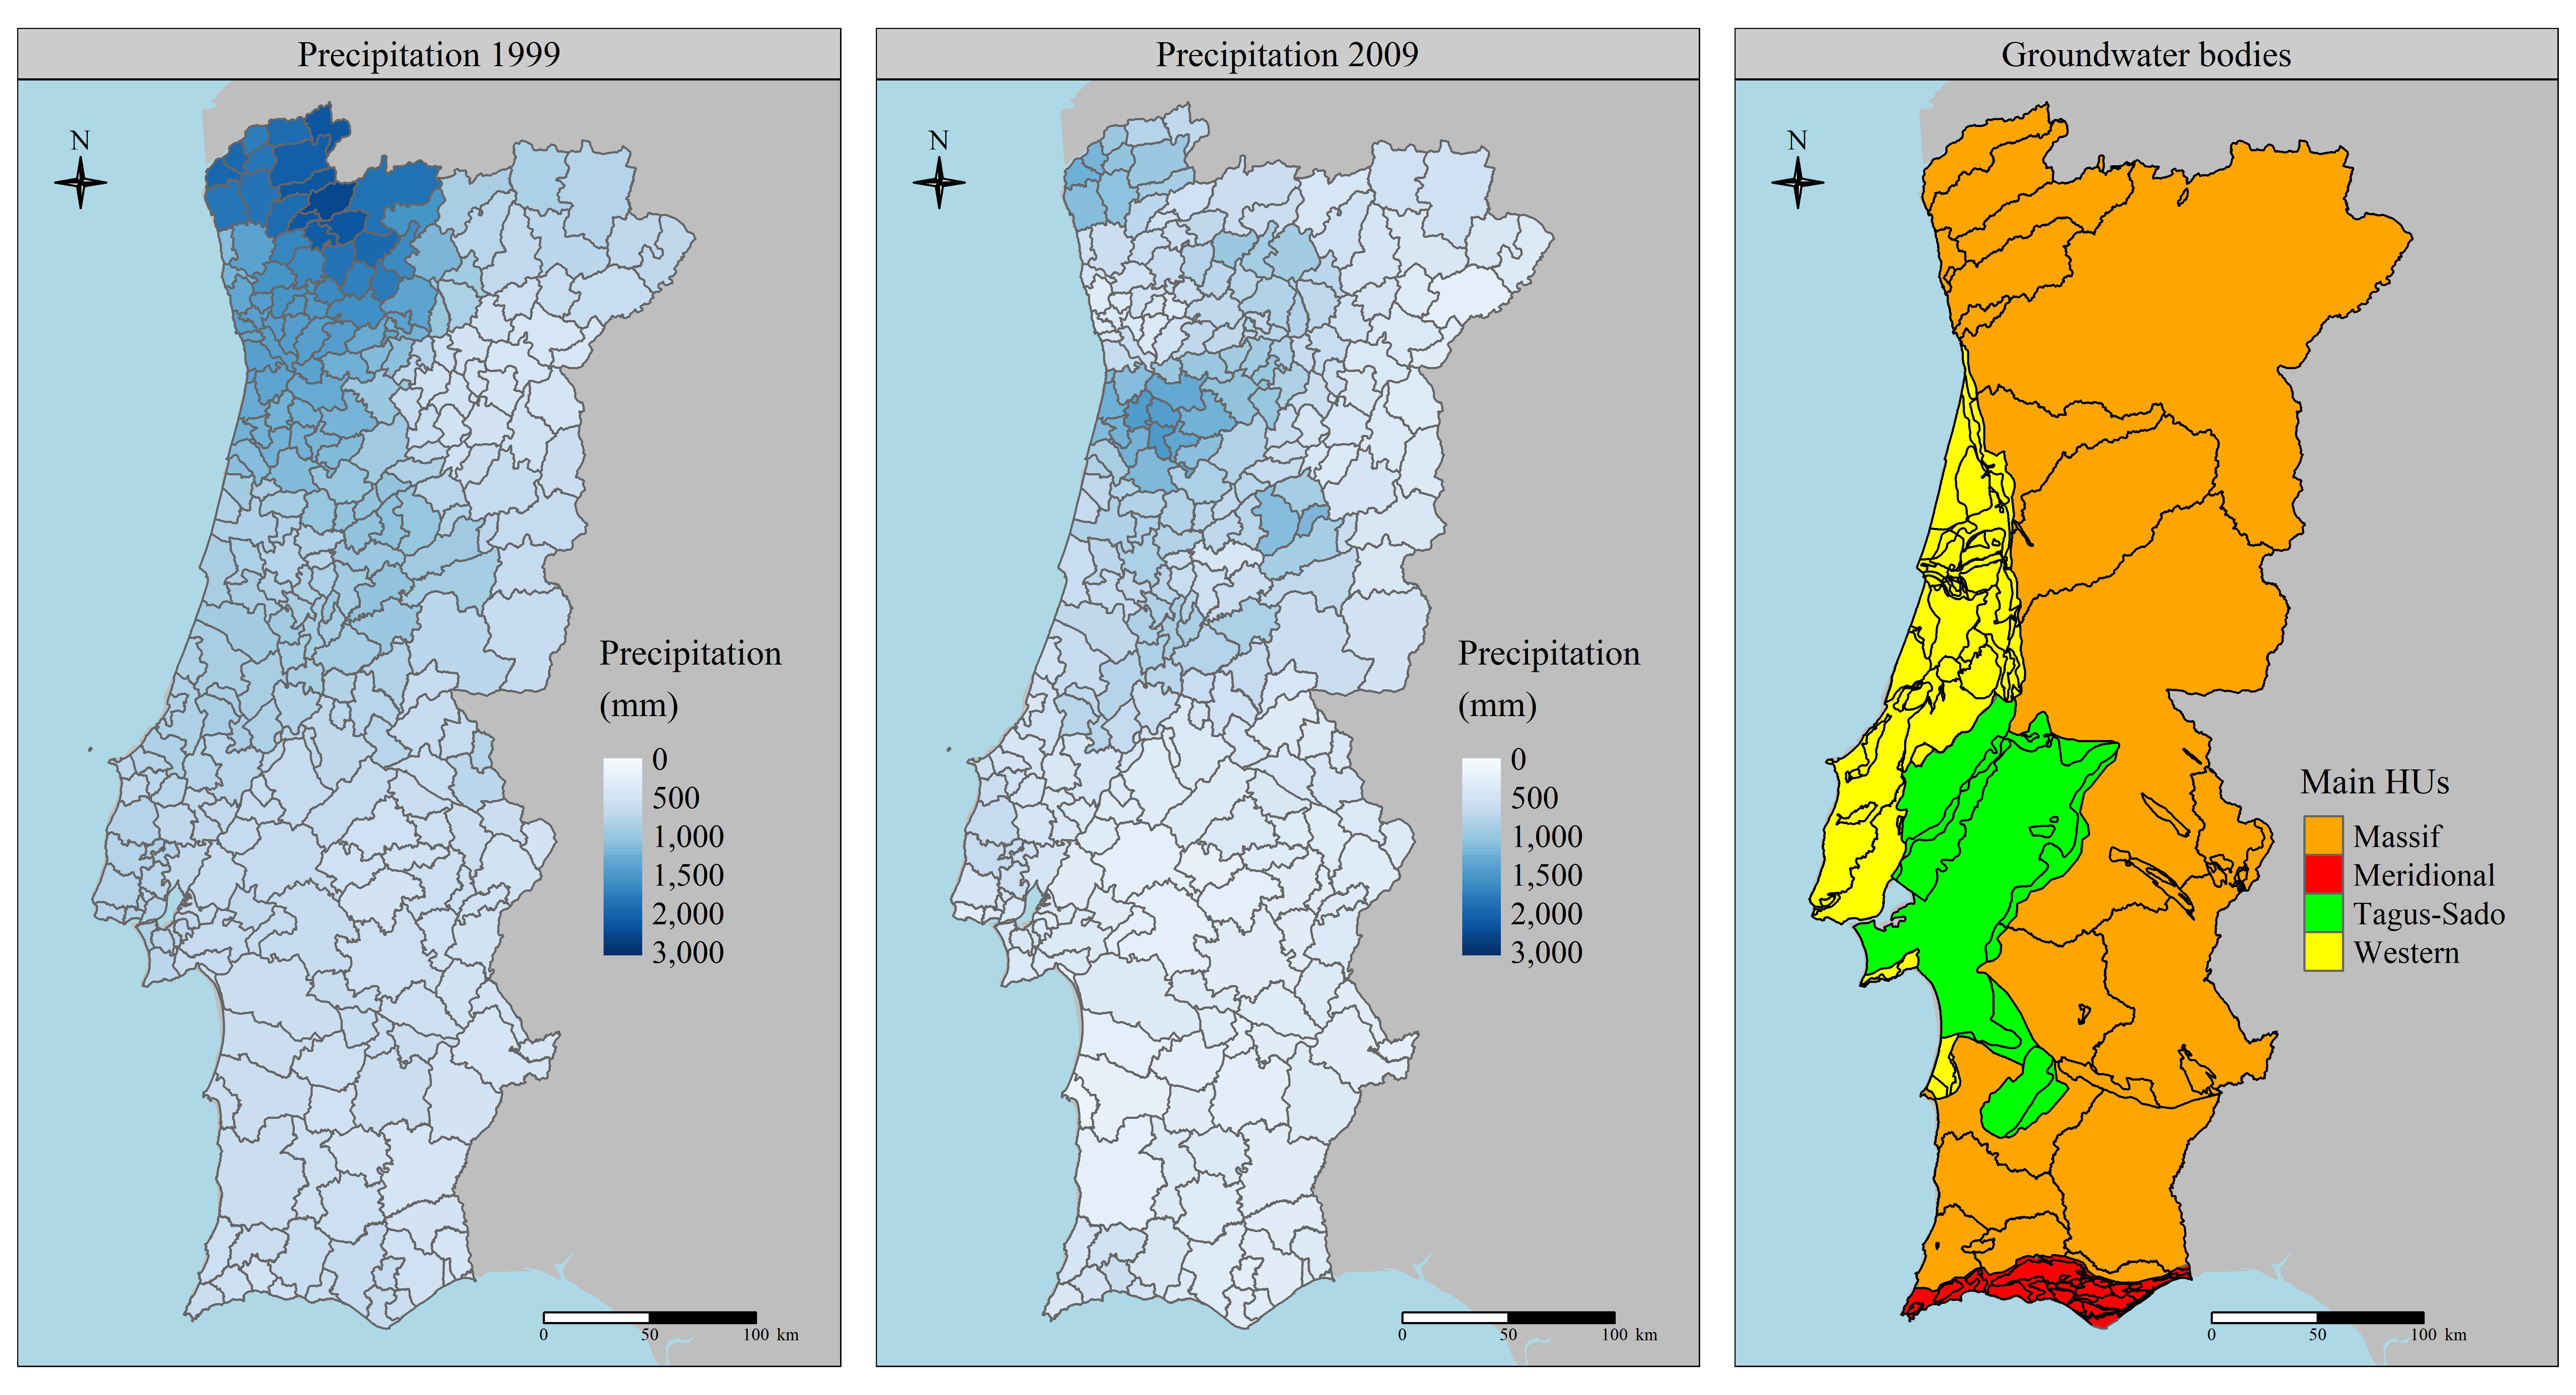 Precipitation 1999
N
Precipitation
(mm)
0
500
1,000
1,500
2,000
3,000
0 50 100 km
Precipitation 2009
N
Precipitation
(mm)
0
500
1,000
1,500
2,000
3,000
0 50 100 km
Groundwater bodies
N
Main HUs
Massif
Meridional
Tagus-Sado
Western
0 50 100 km